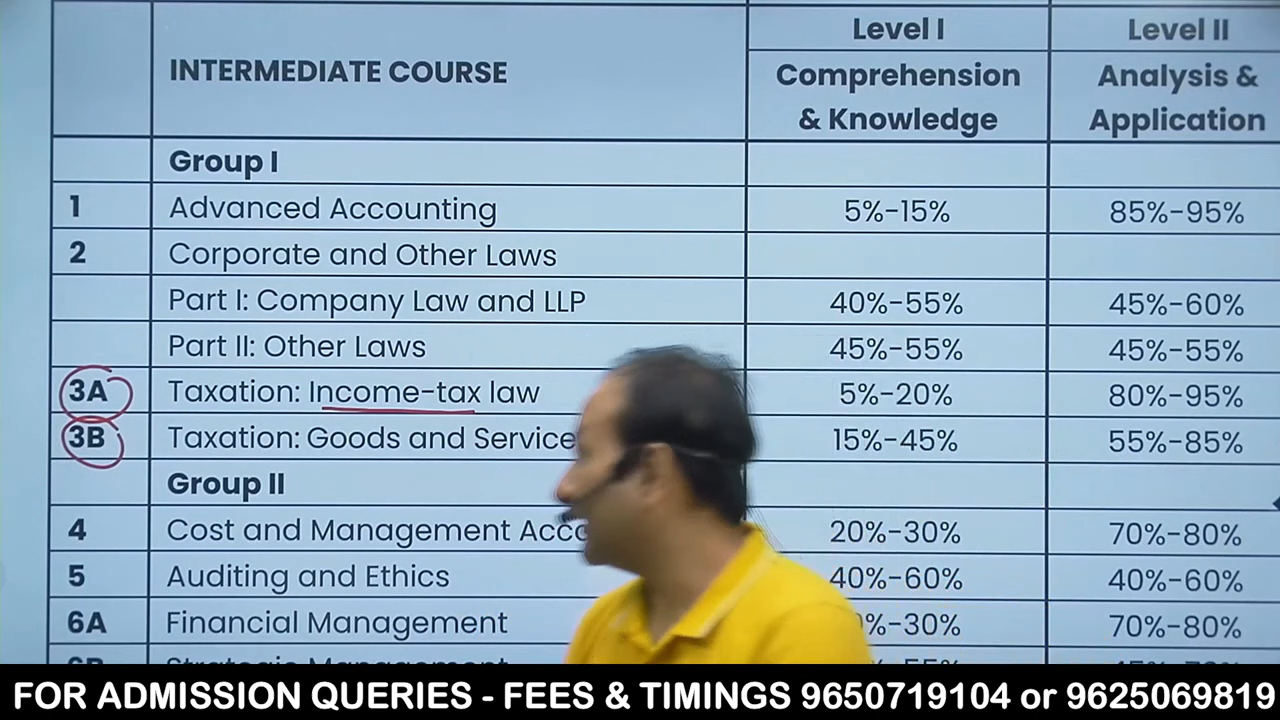 INTERMEDIATE COURSE
Level I
Level II
Comprehension
& Knowledge
Analysis &
Application
Group I
1 Advanced Accounting 5%-15% 85%-95%
2 Corporate and Other Laws
Part I: Company Law and LLP 40%-55% 45%-60%
Part II: Other Laws 45%-55% 45%-55%
3A Taxation: Income-tax law 5%-20% 80%-95%
3B Taxation: Goods and Service 15%-45% 55%-85%
Group II
4 Cost and Management 20%-30% 70%-80%
5 Auditing and Ethics 40%-60% 40%-60%
6A Financial Management %-30% 70%-80%
FOR ADMISSION QUERIES - FEES & TIMINGS 9650719104 or 9625069819